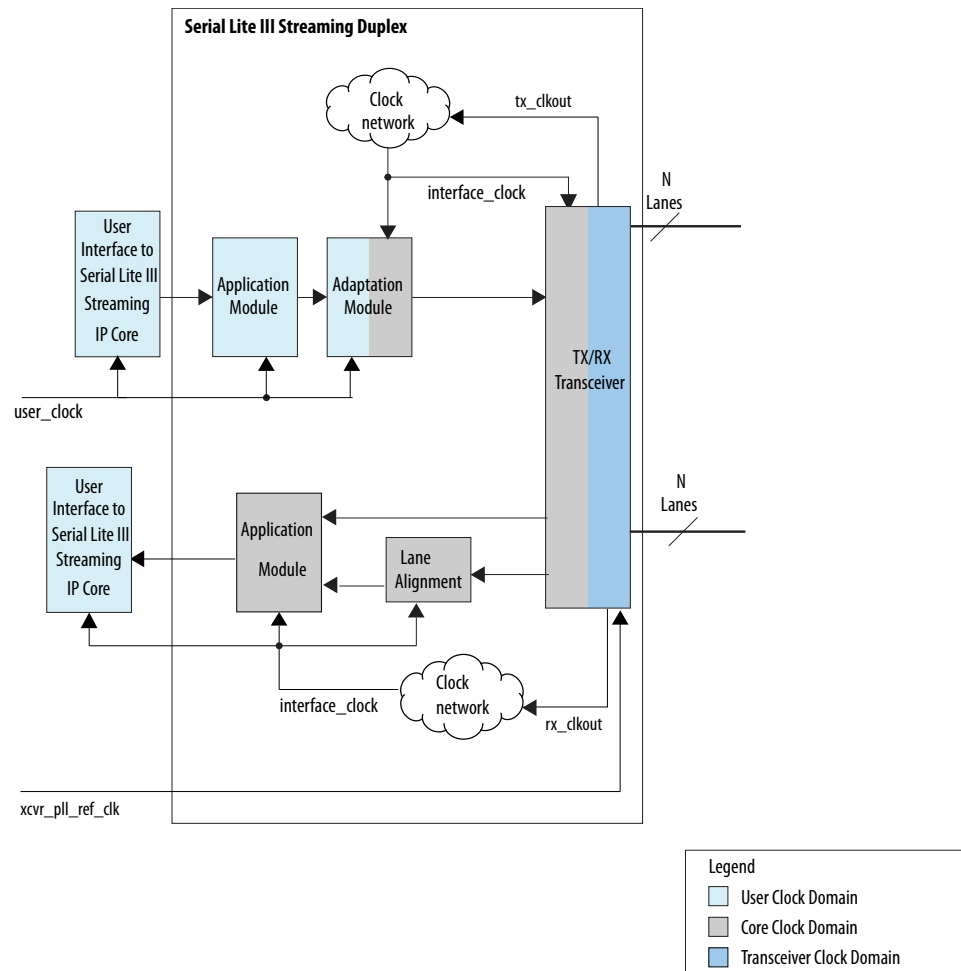 Serial Lite III Streaming Duplex
Clock
network
tx_clkout
interface_clock
N
Lanes
User
Interface to
Serial Lite III
Streaming
IP Core
Application
Module
Adaptation
Module
TX/RX
Transceiver
user_clock
N
Lanes
User
Interface to
Serial Lite III
Streaming
IP Core
Application
Module
Lane
Alignment
Clock
network
interface_clock
rx_clkout
xcvr_pll_ref_clk
Legend
User Clock Domain
Core Clock Domain
Transceiver Clock Domain